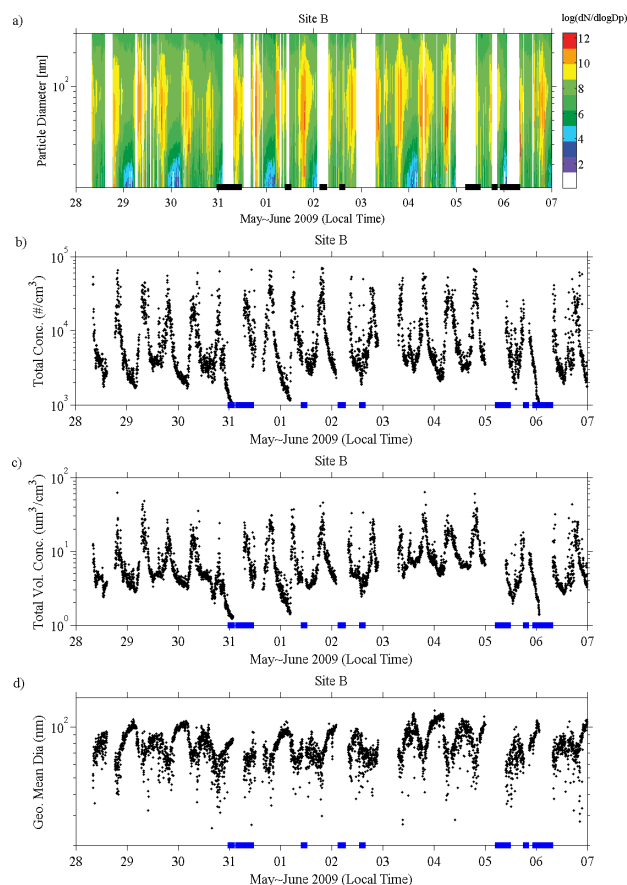 a)
Site B
log(dN/dlogDp)
Particle Diameter [nm]
10²
12
10
8
6
4
2
28 29 30 31 01 02 03 04 05 06 07
May~June 2009 (Local Time)
b)
Site B
Total Conc. (#/cm³)
10⁵
10⁴
10³
28 29 30 31 01 02 03 04 05 06 07
May~June 2009 (Local Time)
c)
Site B
Total Vol. Conc. (um³/cm³)
10²
10¹
10⁰
28 29 30 31 01 02 03 04 05 06 07
May~June 2009 (Local Time)
d)
Site B
Geo. Mean Dia (nm)
10²
28 29 30 31 01 02 03 04 05 06 07
May~June 2009 (Local Time)